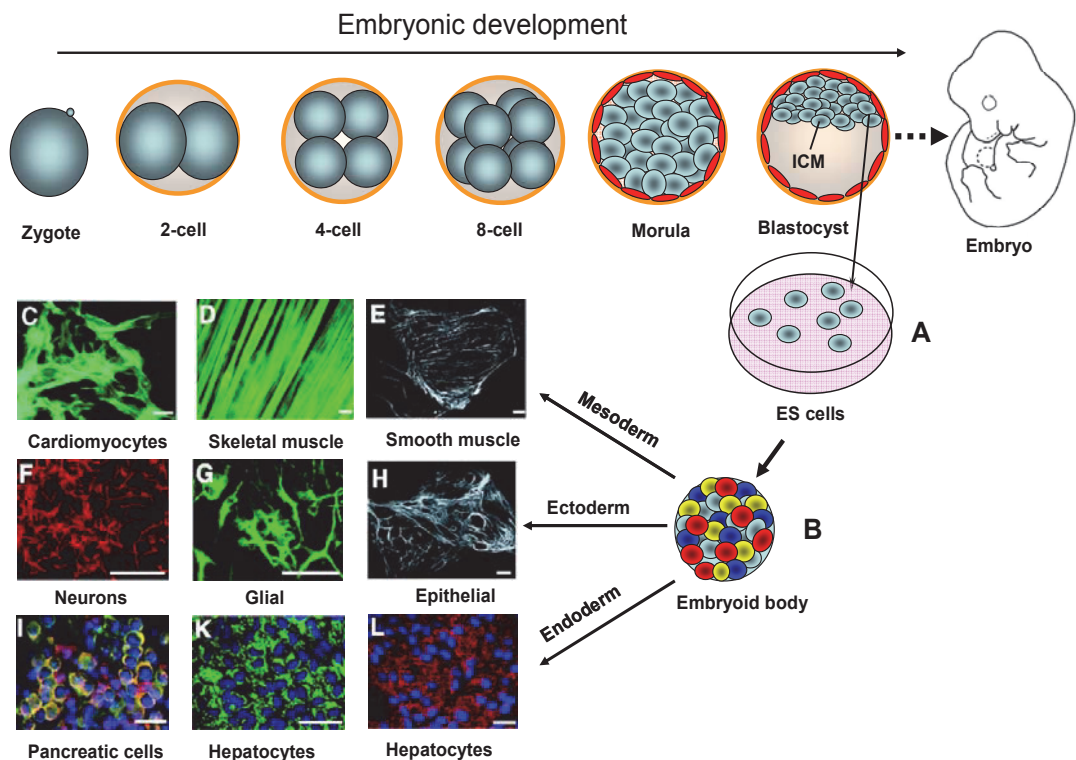 Embryonic development
ICM
Zygote
2-cell
4-cell
8-cell
Morula
Blastocyst
Embryo
A
ES cells
C
D
E
Cardiomyocytes
Skeletal muscle
Smooth muscle
Mesoderm
F
G
H
Ectoderm
B
Neurons
Glial
Epithelial
Embryoid body
Endoderm
I
K
L
Pancreatic cells
Hepatocytes
Hepatocytes